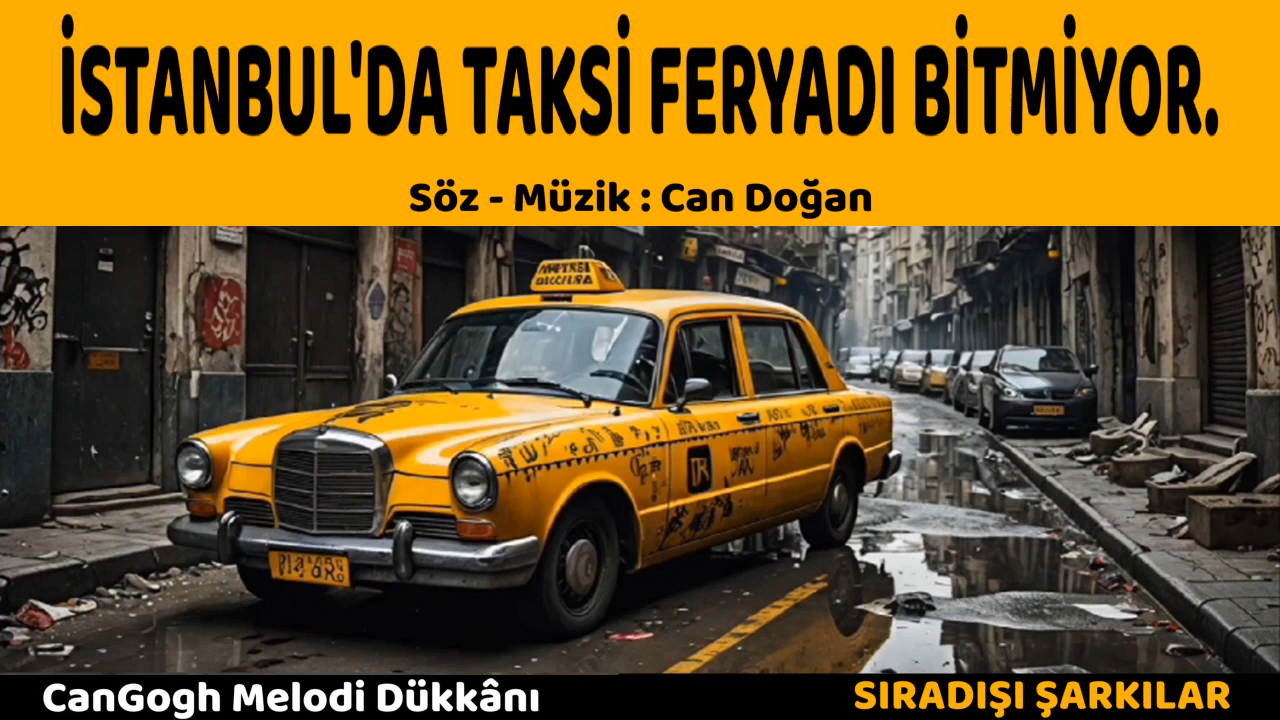 İSTANBUL'DA TAKSİ FERYADI BİTMİYOR.
Söz - Müzik : Can Doğan
CanGogh Melodi Dükkânı
SIRADIŞI ŞARKILAR